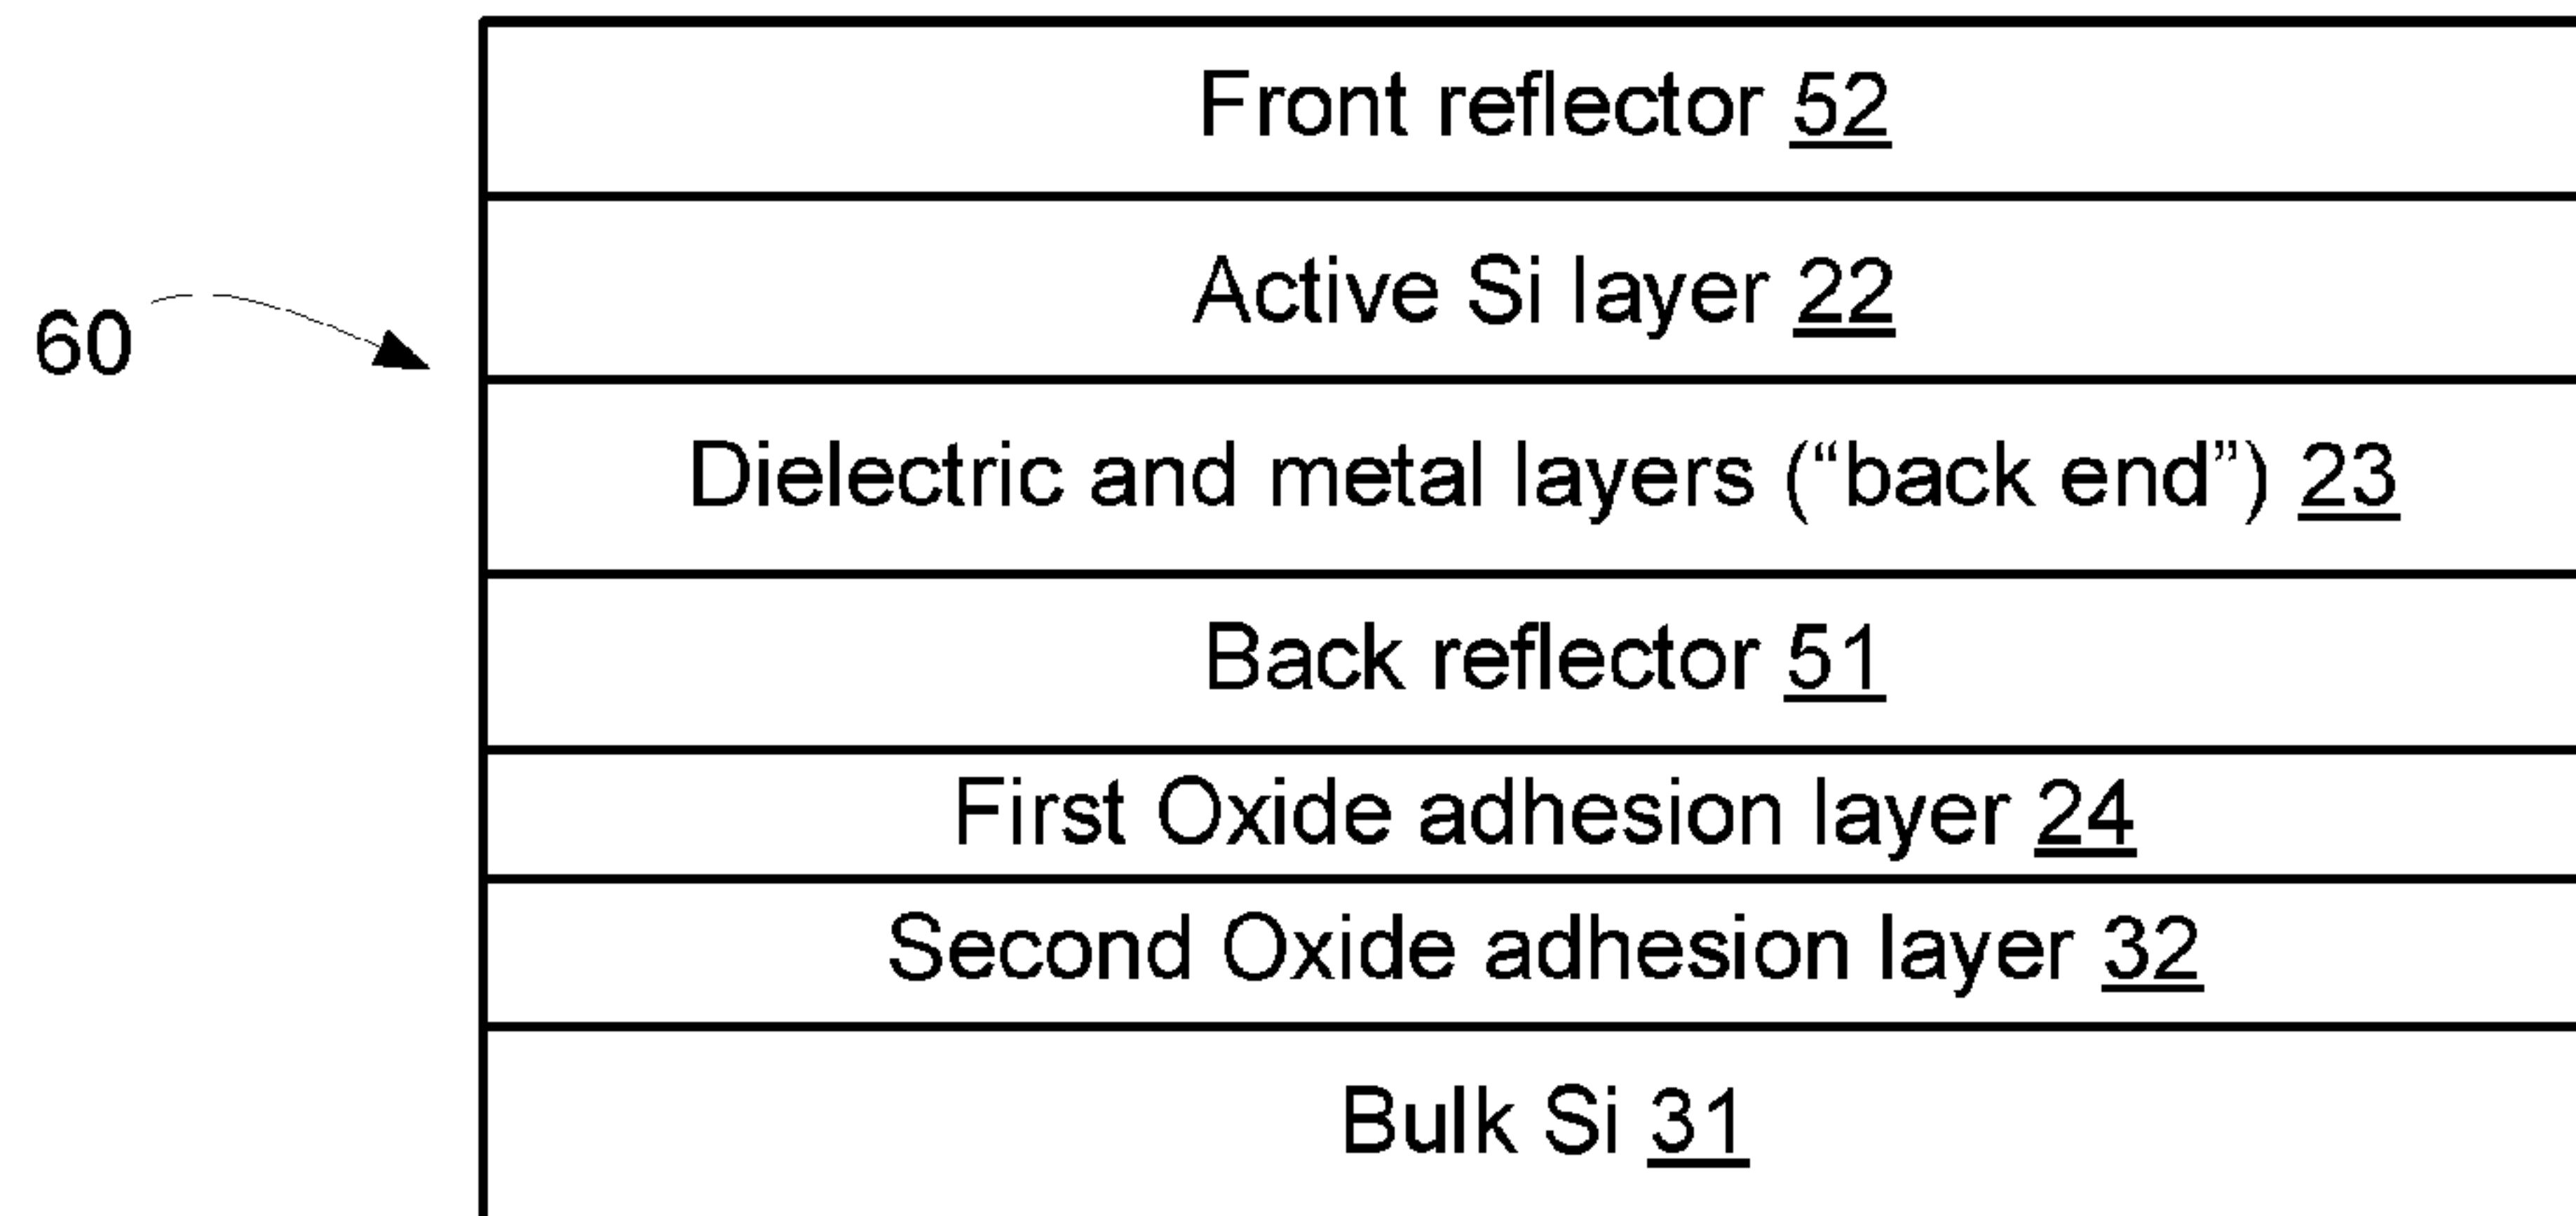 Front reflector 52
Active Si layer 22
60
Dielectric and metal layers (“back end”) 23
Back reflector 51
First Oxide adhesion layer 24
Second Oxide adhesion layer 32
Bulk Si 31